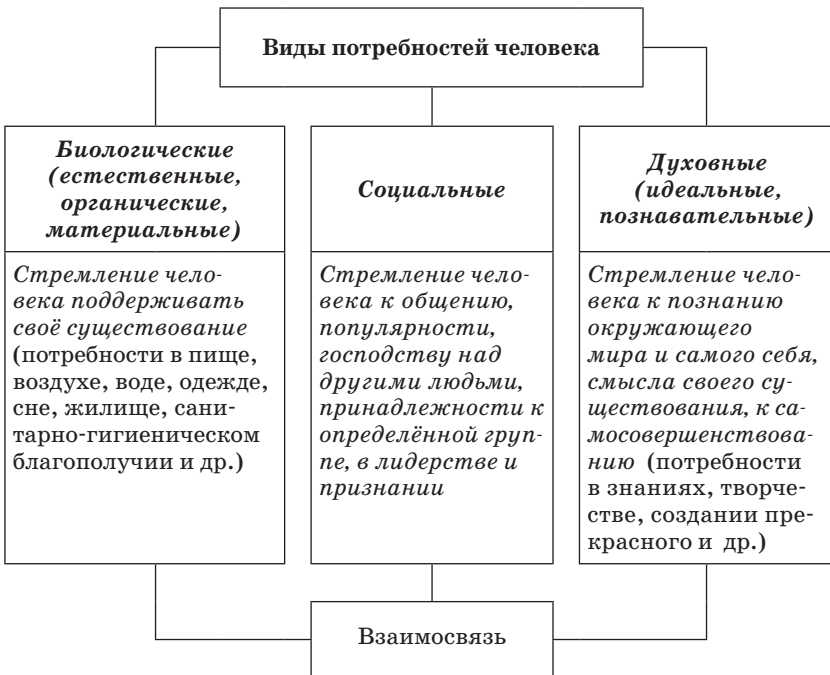 Виды потребностей человека
Биологические
(естественные,
органические,
материальные)
Стремление чело-
века поддерживать
своё существование
(потребности в пище,
воздухе, воде, одежде,
сне, жилище, сани-
тарно-гигиеническом
благополучии и др.)
Социальные
Стремление чело-
века к общению,
популярности,
господству над
другими людьми,
принадлежности к
определённой груп-
пе, в лидерстве и
признании
Духовные
(идеальные,
познавательные)
Стремление чело-
века к познанию
окружающего
мира и самого себя,
смысла своего су-
ществования, к са-
мосовершенствова-
нию (потребности
в знаниях, творче-
стве, создании пре-
красного и др.)
Взаимосвязь